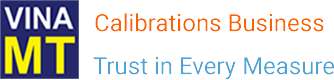 VINA
MT
Calibrations Business
Trust in Every Measure